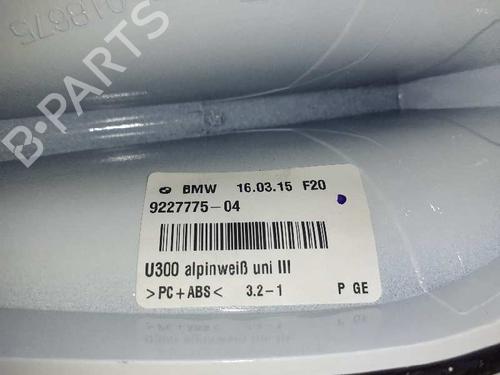 B-PARTS
BMW 16.03.15 F20
9227775-04
U300 alpinweiß uni III
>PC+ABS< 3.2-1 P GE